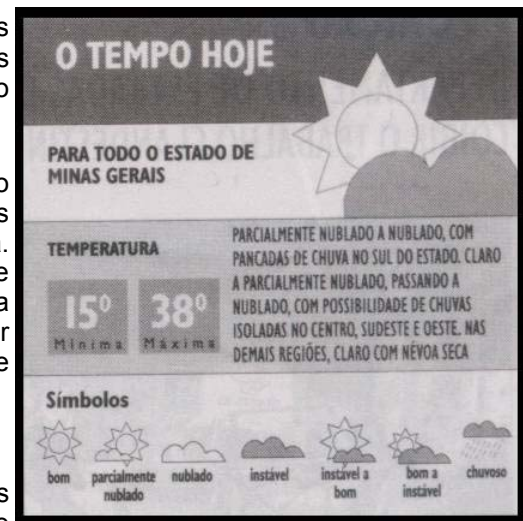 s
s
o
o
s
.
e
a
r
e
s
O TEMPO HOJE
PARA TODO O ESTADO DE
MINAS GERAIS
TEMPERATURA
15º
Mínima
38º
Máxima
PARCIALMENTE NUBLADO A NUBLADO, COM
PANCADAS DE CHUVA NO SUL DO ESTADO. CLARO
A PARCIALMENTE NUBLADO, PASSANDO A
NUBLADO, COM POSSIBILIDADE DE CHUVAS
ISOLADAS NO CENTRO, SUDESTE E OESTE. NAS
DEMAIS REGIÕES, CLARO COM NÉVOA SECA
Símbolos
bom
parcialmente
nublado
nublado
instável
instável a
bom
bom a
instável
chuvoso